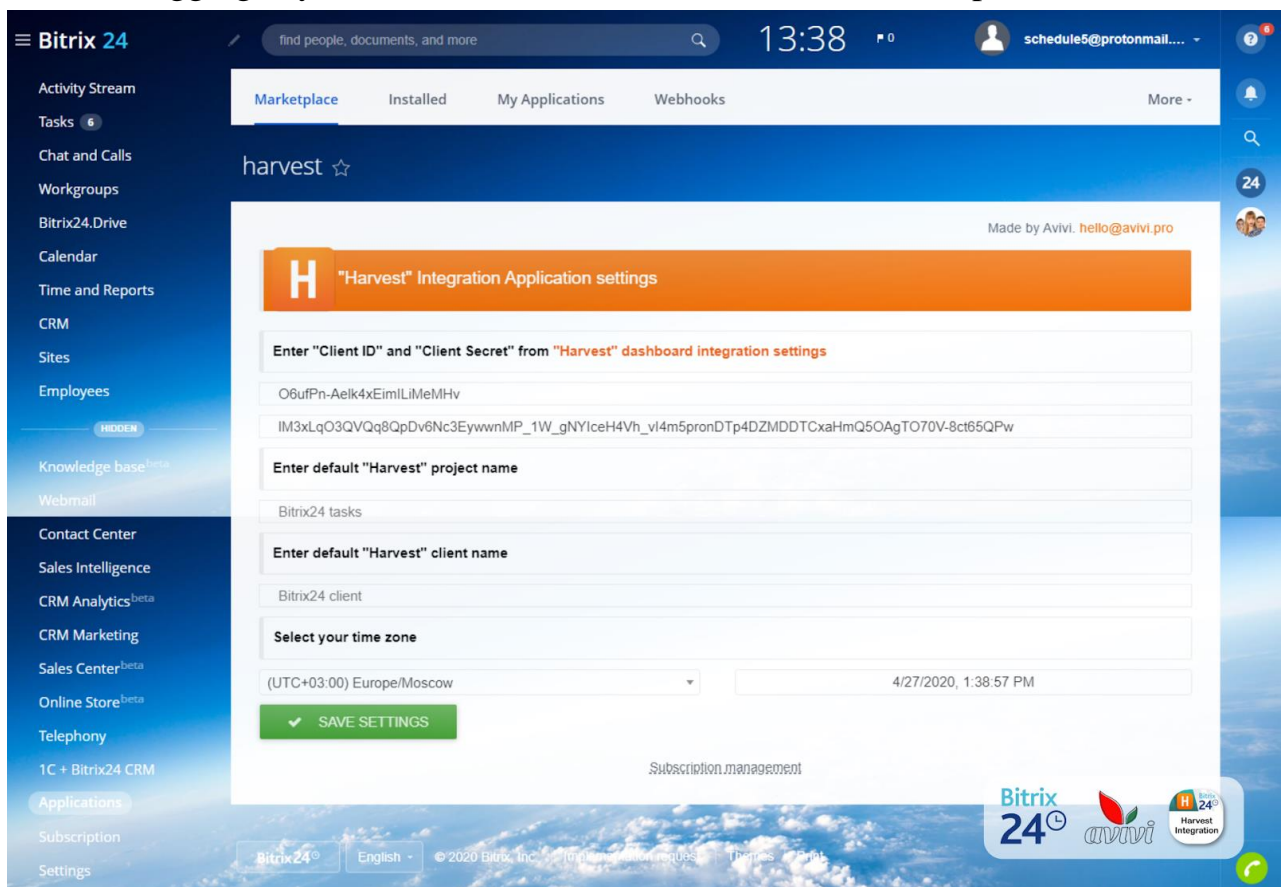 Bitrix 24
find people, documents, and more
13:38
0
schedule5@protonmail....
6
Activity Stream
Tasks 6
Chat and Calls
Workgroups
Bitrix24.Drive
Calendar
Time and Reports
CRM
Sites
Employees
HIDDEN
Knowledge base beta
Webmail
Contact Center
Sales Intelligence
CRM Analytics beta
CRM Marketing
Sales Center beta
Online Store beta
Telephony
1C + Bitrix24 CRM
Applications
Subscription
Settings
Marketplace Installed My Applications Webhooks More
24
harvest
Made by Avivi. hello@avivi.pro
H "Harvest" Integration Application settings
Enter "Client ID" and "Client Secret" from "Harvest" dashboard integration settings
O6ufPn-Aelk4xEimILiMeMHv
IM3xLqO3QVQq8QpDv6Nc3EywwnMP_1W_gNYIceH4Vh_vI4m5pronDTp4DZMDDTCxaHmQ5OAgTO70V-8ct65QPw
Enter default "Harvest" project name
Bitrix24 tasks
Enter default "Harvest" client name
Bitrix24 client
Select your time zone
(UTC+03:00) Europe/Moscow 4/27/2020, 1:38:57 PM
SAVE SETTINGS
Subscription management
Bitrix24 English © 2020 Bitrix, Inc. Implementation request Themes Print
Bitrix
24
avivi
H Bitrix
24
Harvest
Integration